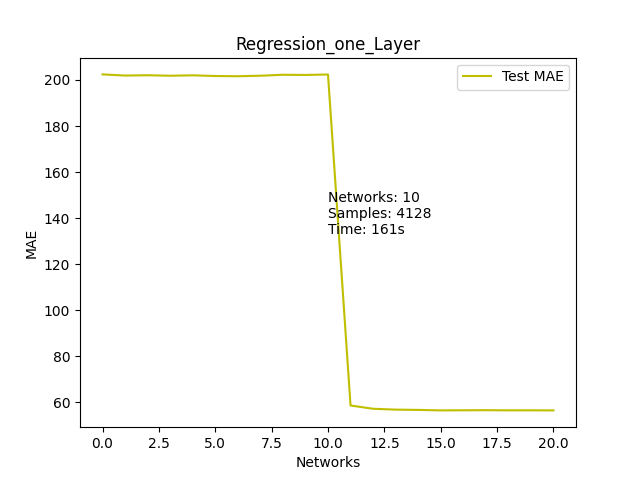 Regression_one_Layer
Test MAE
200
180
160
140
120
100
80
60
MAE
Networks: 10
Samples: 4128
Time: 161s
0.0 2.5 5.0 7.5 10.0 12.5 15.0 17.5 20.0
Networks